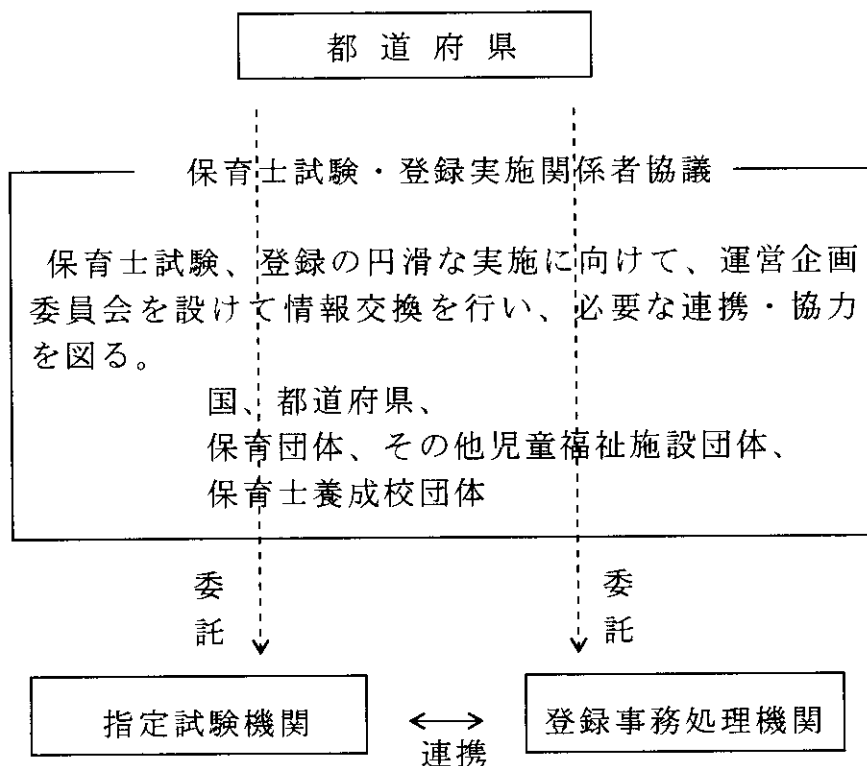 都道府県
保育士試験・登録実施関係者協議
保育士試験、登録の円滑な実施に向けて、運営企画
委員会を設けて情報交換を行い、必要な連携・協力
を図る。
国、都道府県、
保育団体、その他児童福祉施設団体、
保育士養成校団体
委託
委託
指定試験機関
登録事務処理機関
連携